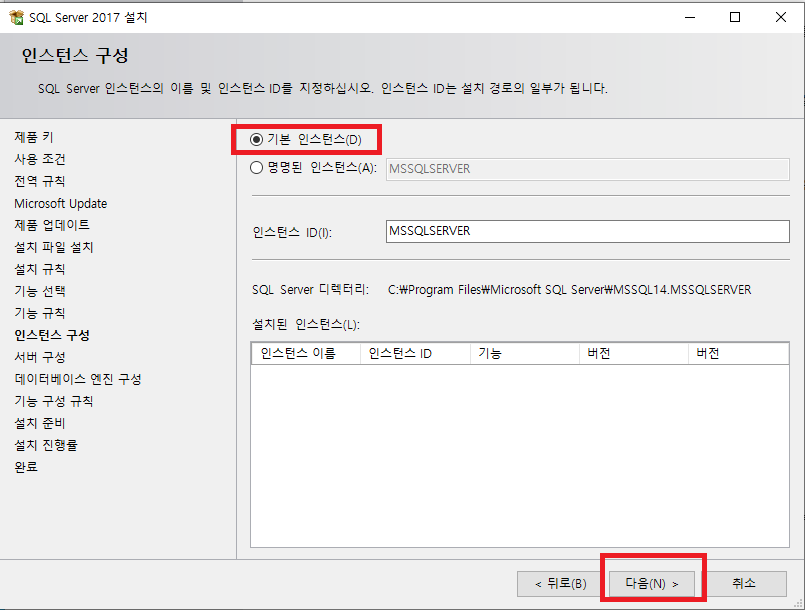 SQL Server 2017 설치
인스턴스 구성
SQL Server 인스턴스의 이름 및 인스턴스 ID를 지정하십시오. 인스턴스 ID는 설치 경로의 일부가 됩니다.
제품 키
사용 조건
전역 규칙
Microsoft Update
제품 업데이트
설치 파일 설치
설치 규칙
기능 선택
기능 규칙
인스턴스 구성
서버 구성
데이터베이스 엔진 구성
기능 구성 규칙
설치 준비
설치 진행률
완료
기본 인스턴스(D)
명명된 인스턴스(A): MSSQLSERVER
인스턴스 ID(I): MSSQLSERVER
SQL Server 디렉터리: C:₩Program Files₩Microsoft SQL Server₩MSSQL14.MSSQLSERVER
설치된 인스턴스(L):
인스턴스 이름 인스턴스 ID 기능 버전 버전
< 뒤로(B) 다음(N) > 취소